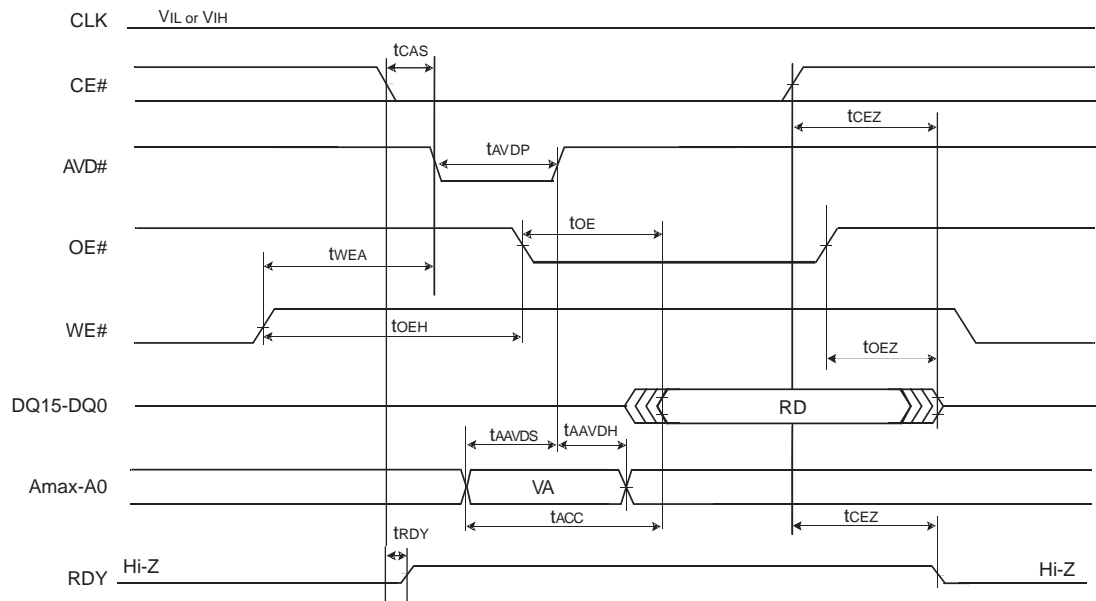 CLK VIL or VIH
tCAS
CE#
tCEZ
AVD# tAVDP
tOE
OE#
tWEA
WE# tOEH
tOEZ
DQ15-DQ0 RD
tAAVDS tAAVDH
Amax-A0 VA
tACC tCEZ
tRDY
RDY Hi-Z Hi-Z